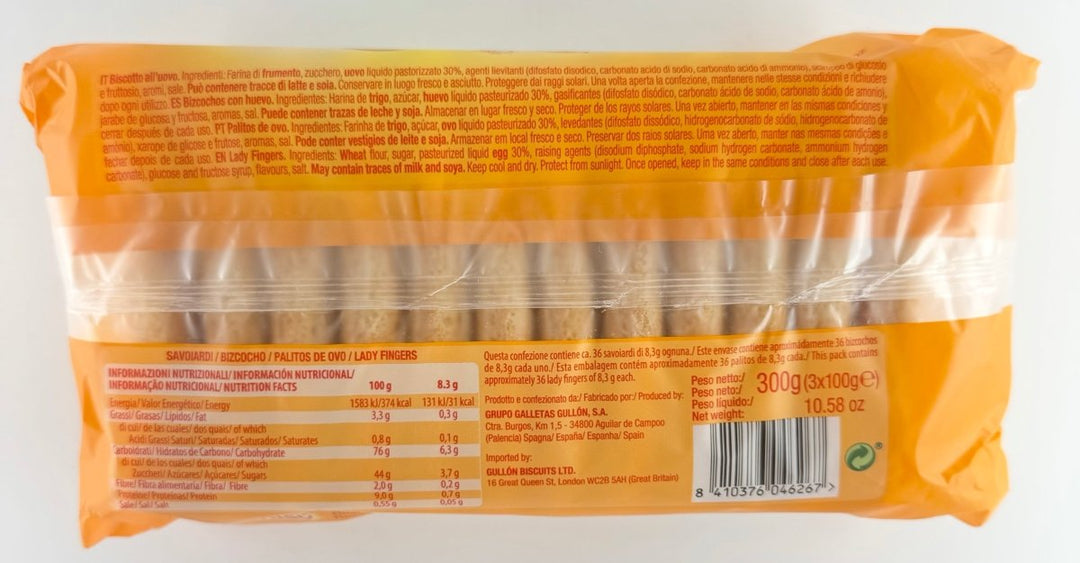 IT Biscotto all'uovo. Ingredienti: Farina di frumento, zucchero, uovo liquido pastorizzato 30%, agenti lievitanti (difosfato disodico, carbonato acido di sodio, carbonato acido di ammonio), di glucosio
e fruttosio, aromi, sale. Può contenere tracce di latte e soia. Conservare in luogo fresco e asciutto. Proteggere dai raggi solari. Una volta aperta la confezione, mantenere nelle stesse condizioni e richiudere
dopo ogni utilizzo. ES Bizcochos con huevo. Ingredientes: Harina de trigo, azúcar, huevo líquido pasteurizado 30%, gasificantes (difosfato disódico, carbonato ácido de sodio, carbonato ácido de amonio),
jarabe de glucosa y fructosa, aromas, sal. Puede contener trazas de leche y soja. Almacenar en lugar fresco y seco. Proteger de los rayos solares. Una vez abierto, mantener en las mismas condiciones y
cerrar después de cada uso. PT Palitos de ovo. Ingredientes: Farinha de trigo, açúcar, ovo líquido pasteurizado 30%, levedantes (difosfato dissódico, hidrogenocarbonato de sódio, hidrogenocarbonato de
amónio), xarope de glicose e frutose, aromas, sal. Pode conter vestígios de leite e soja. Armazenar em local fresco e seco. Preservar dos raios solares. Uma vez aberto, manter nas mesmas condições e
fechar depois de cada uso. EN Lady Fingers. Ingredients: Wheat flour, sugar, pasteurized liquid egg 30%, raising agents (disodium diphosphate, sodium hydrogen carbonate, ammonium hydrogen
carbonate), glucose and fructose syrup, flavours, salt. May contain traces of milk and soya. Keep cool and dry. Protect from sunlight. Once opened, keep in the same conditions and close after each use.
SAVOIARDI / BIZCOCHO / PALITOS DE OVO / LADY FINGERS
INFORMAZIONI NUTRIZIONALI/ INFORMACIÓN NUTRICIONAL/
INFORMAÇÃO NUTRICIONAL/ NUTRITION FACTS 100 g 8.3 g
Energia/ Valor Energético/ Energy 1583 kJ/374 kcal 131 kJ/31 kcal
Grassi/ Grasas/ Lípidos/ Fat 3,3g 0,3 g
di cui/ de las cuales/ dos quais/ of which
Acidi Grassi Saturi/ Saturadas/ Saturados/ Saturates 0,8 g 0,1 g
Carboidrati/ Hidratos de Carbono/ Carbohydrate 76 g 6,3 g
di cui/ de los cuales/ dos quais/ of which
Zuccheri/ Azúcares/ Açúcares/ Sugars 44 g 3,7 g
Fibre/ Fibra alimentaria/ Fibra/ Fibre 2,0 g 0,2 g
Proteine/ Proteínas/ Protein 9,0 g 0,7 g
Sale/ Sal/ Salt 0,55 g 0,05 g
Questa confezione contiene ca. 36 savoiardi di 8,3g ognuna./ Este envase contiene aproximádamente 36 bizcochos
de 8,3g cada uno./ Esta embalagem contém aproximadamente 36 palitos de 8,3g cada./ This pack contains
approximately 36 lady fingers of 8,3 g each.
Prodotto e confezionato da:/ Fabricado por:/ Produced by:
GRUPO GALLETAS GULLÓN, S.A.
Ctra. Burgos, Km 1,5 - 34800 Aguilar de Campoo
(Palencia) Spagna/ España/ Espanha/ Spain
Imported by:
GULLÓN BISCUITS LTD.
16 Great Queen St, London WC2B 5AH (Great Britain)
Peso netto:/
Peso neto:/
Peso líquido:/
Net weight:
300g (3x100g℮)
10.58 oz
8 410376 046267 >